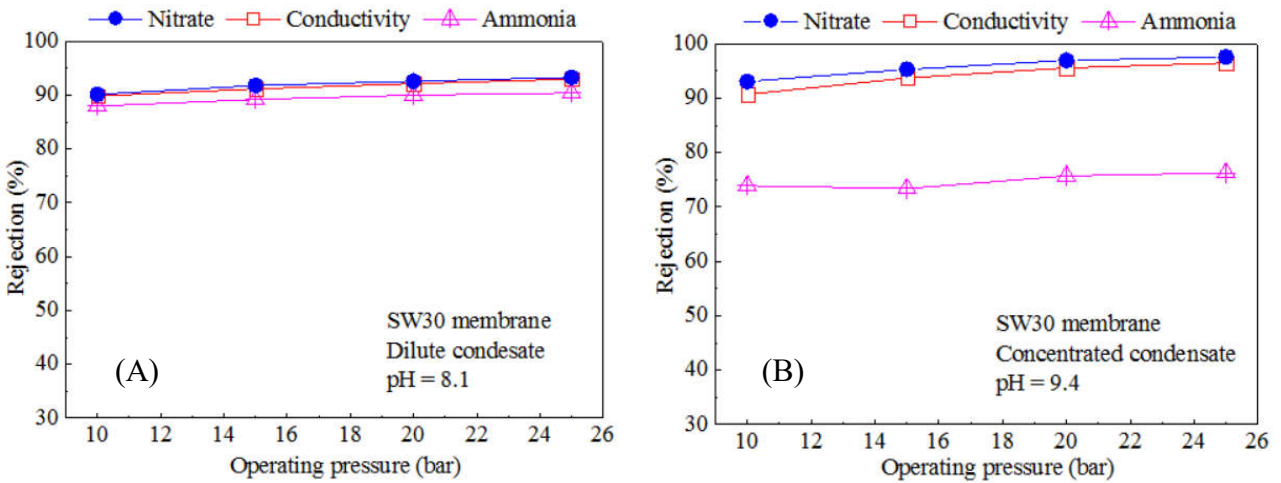 Nitrate Conductivity Ammonia
100
90
80
70
60
50
40
30
Rejection (%)
SW30 membrane
Dilute condesate
pH = 8.1
(A)
10 12 14 16 18 20 22 24 26
Operating pressure (bar)
Nitrate Conductivity Ammonia
100
90
80
70
60
50
40
30
Rejection (%)
SW30 membrane
Concentrated condensate
pH = 9.4
(B)
10 12 14 16 18 20 22 24 26
Operating pressure (bar)